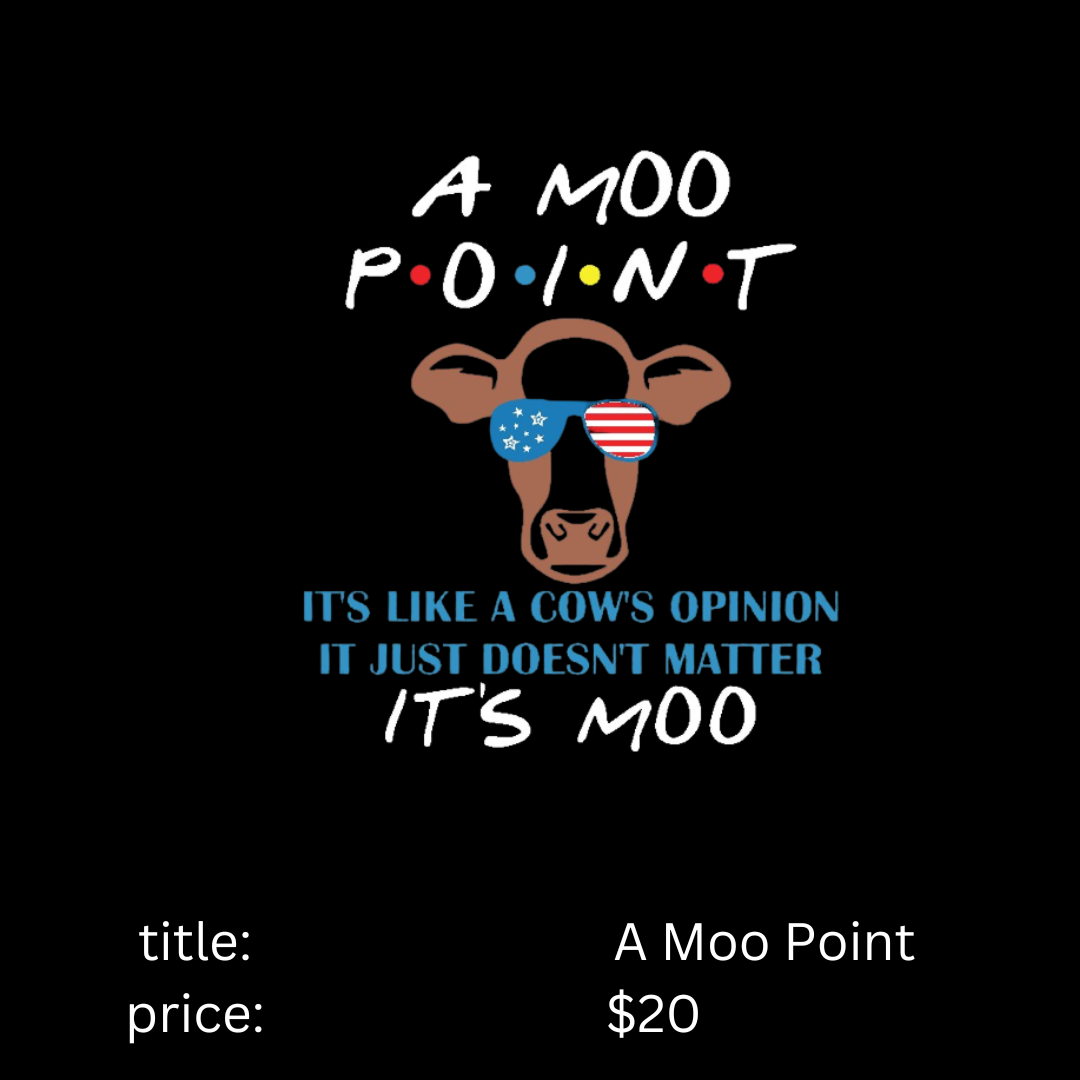 A MOO
P•O•I•N•T
IT'S LIKE A COW'S OPINION
IT JUST DOESN'T MATTER
IT'S MOO
title: A Moo Point
price: $20